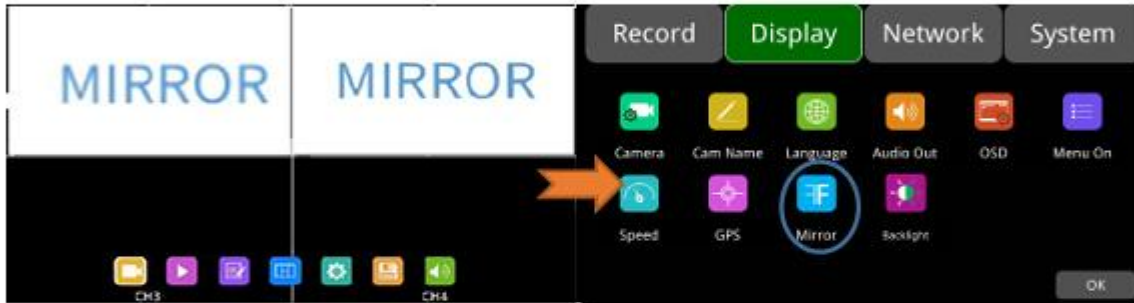 MIRROR MIRROR
CH3 CH4
Record Display Network System
Camera Cam Name Language Audio Out OSD Menu On
Speed GPS Mirror Backlight
OK